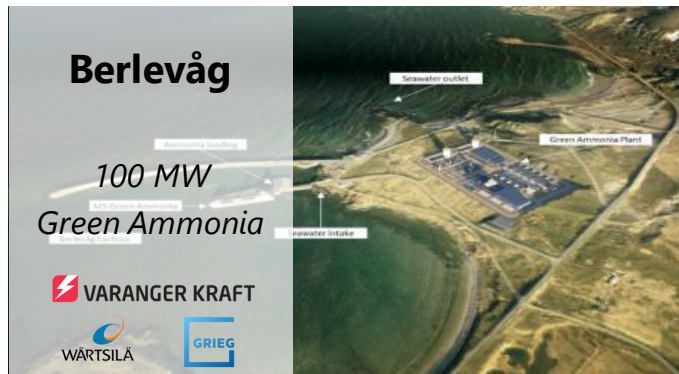 Berlevåg
Seawater outlet
Green Ammonia Plant
Ammonia loading
100 MW
MS Green Ammonia
Green Ammonia
Berlevåg harbour
Seawater intake
VARANGER KRAFT
WÄRTSILÄ
GRIEG